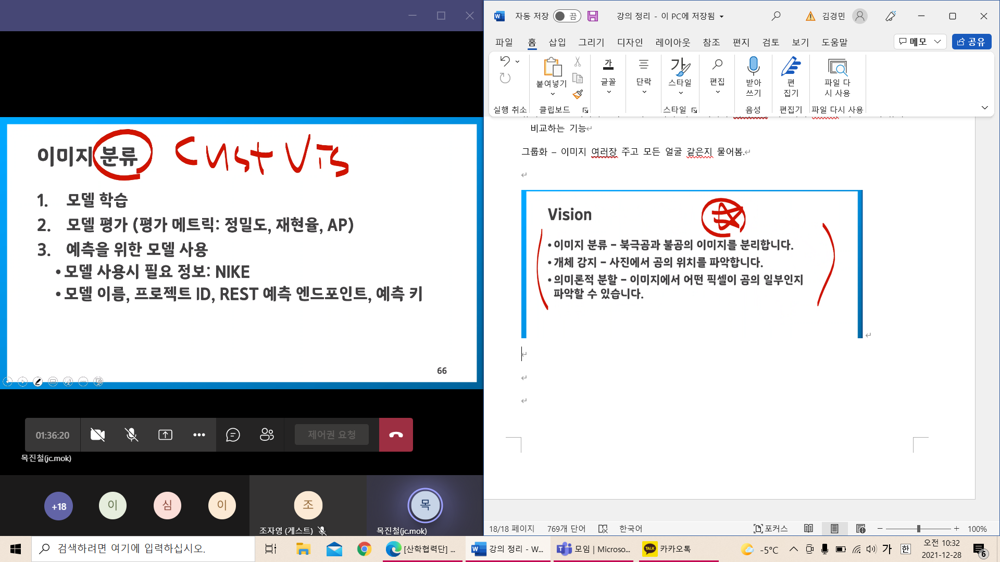 이미지 분류 Cust Vis
1. 모델 학습
2. 모델 평가 (평가 메트릭: 정밀도, 재현율, AP)
3. 예측을 위한 모델 사용
• 모델 사용시 필요 정보: NIKE
• 모델 이름, 프로젝트 ID, REST 예측 엔드포인트, 예측 키
66
01:36:20
제어권 요청
목진철(jc.mok)
+18
이
심
이
조
목
조자영 (게스트)
목진철(jc.mok)
자동 저장
끔
강의 정리 - 이 PC에 저장됨
김경민
파일 홈 삽입 그리기 디자인 레이아웃 참조 편지 검토 보기 도움말
메모
공유
붙여넣기
글꼴
단락
스타일
편집
받아
쓰기
편
집기
파일 다
시 사용
실행 취소
클립보드
스타일
음성
편집기
파일 다시 사용
비교하는 기능
그룹화 – 이미지 여러장 주고 모든 얼굴 같은지 물어봄.
Vision
• 이미지 분류 – 북극곰과 불곰의 이미지를 분리합니다.
• 개체 감지 – 사진에서 곰의 위치를 파악합니다.
• 의미론적 분할 – 이미지에서 어떤 픽셀이 곰의 일부인지
파악할 수 있습니다.
18/18 페이지
769개 단어
한국어
포커스
100%
검색하려면 여기에 입력하십시오.
[산학협력단] ...
강의 정리 - W...
모임 | Microso...
카카오톡
-5°C
가
한
오전 10:32
2021-12-28
6